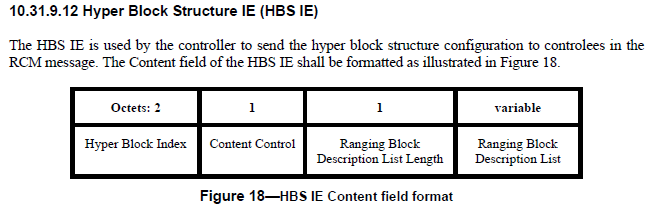 10.31.9.12 Hyper Block Structure IE (HBS IE)
The HBS IE is used by the controller to send the hyper block structure configuration to controlees in the
RCM message. The Content field of the HBS IE shall be formatted as illustrated in Figure 18.
Octets: 2 1 1 variable
Hyper Block Index Content Control Ranging Block Ranging Block
Description List Length Description List
Figure 18—HBS IE Content field format